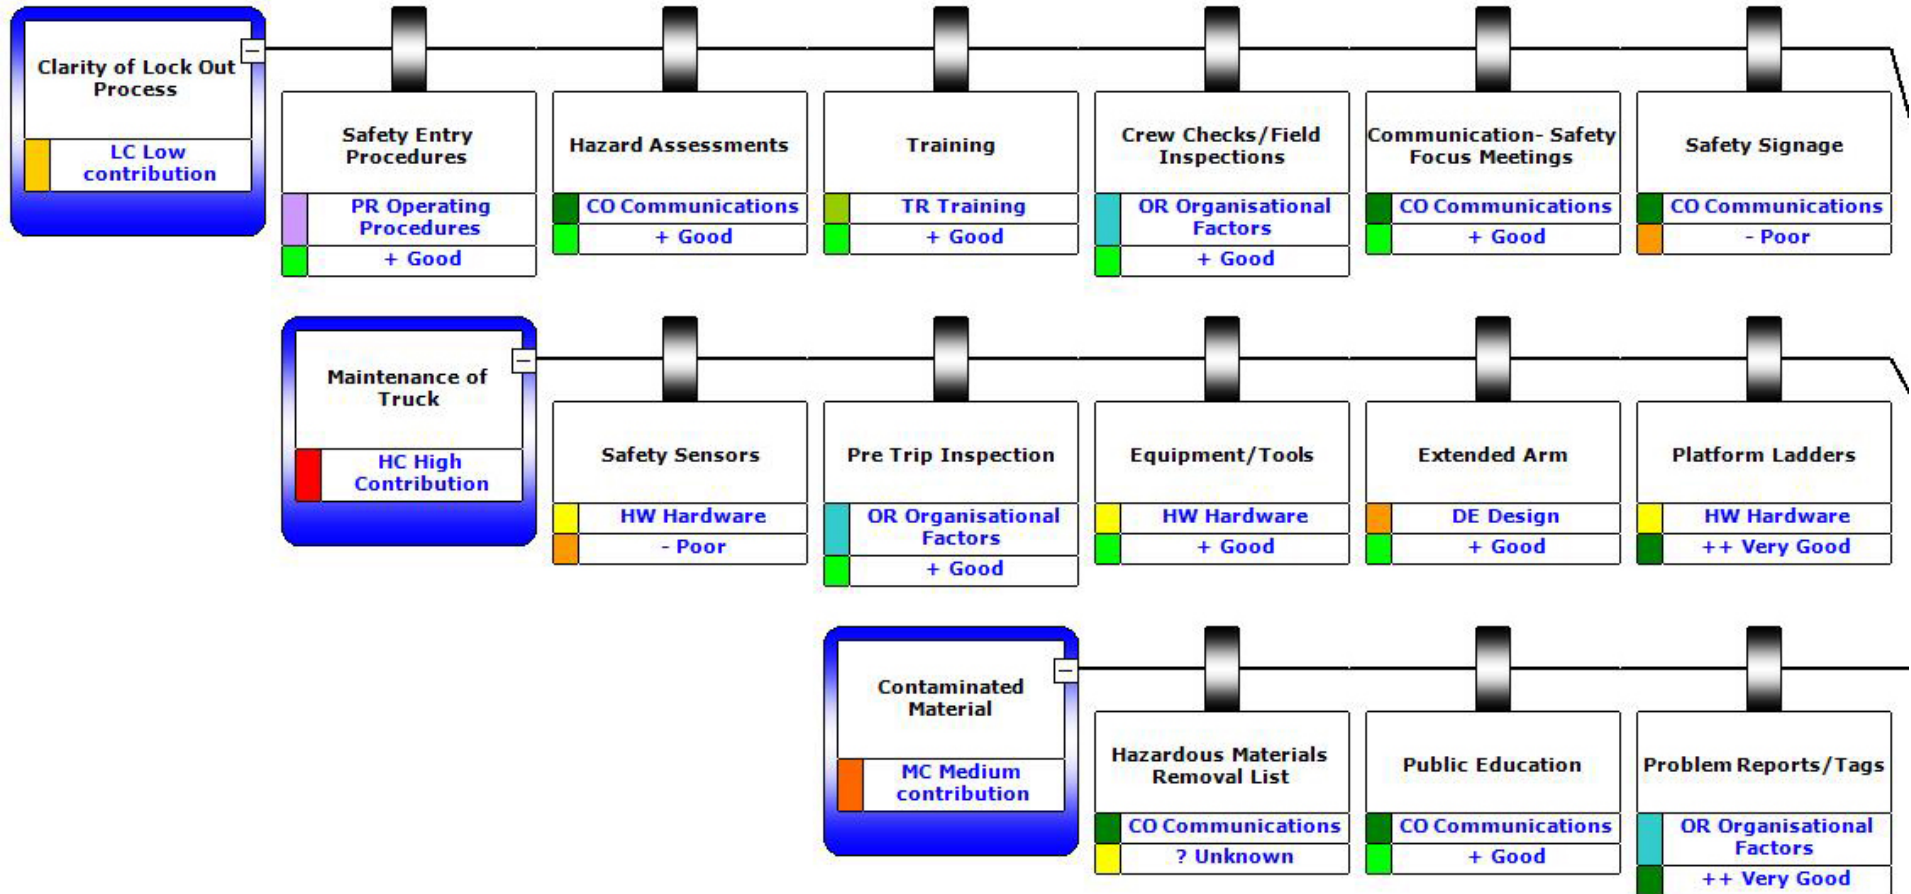 Clarity of Lock Out
Process
LC Low
contribution
Safety Entry
Procedures
PR Operating
Procedures
+ Good
Hazard Assessments
CO Communications
+ Good
Training
TR Training
+ Good
Crew Checks/Field
Inspections
OR Organisational
Factors
+ Good
Communication- Safety
Focus Meetings
CO Communications
+ Good
Safety Signage
CO Communications
- Poor
Maintenance of
Truck
HC High
Contribution
Safety Sensors
HW Hardware
- Poor
Pre Trip Inspection
OR Organisational
Factors
+ Good
Equipment/Tools
HW Hardware
+ Good
Extended Arm
DE Design
+ Good
Platform Ladders
HW Hardware
++ Very Good
Contaminated
Material
MC Medium
contribution
Hazardous Materials
Removal List
CO Communications
? Unknown
Public Education
CO Communications
+ Good
Problem Reports/Tags
OR Organisational
Factors
++ Very Good